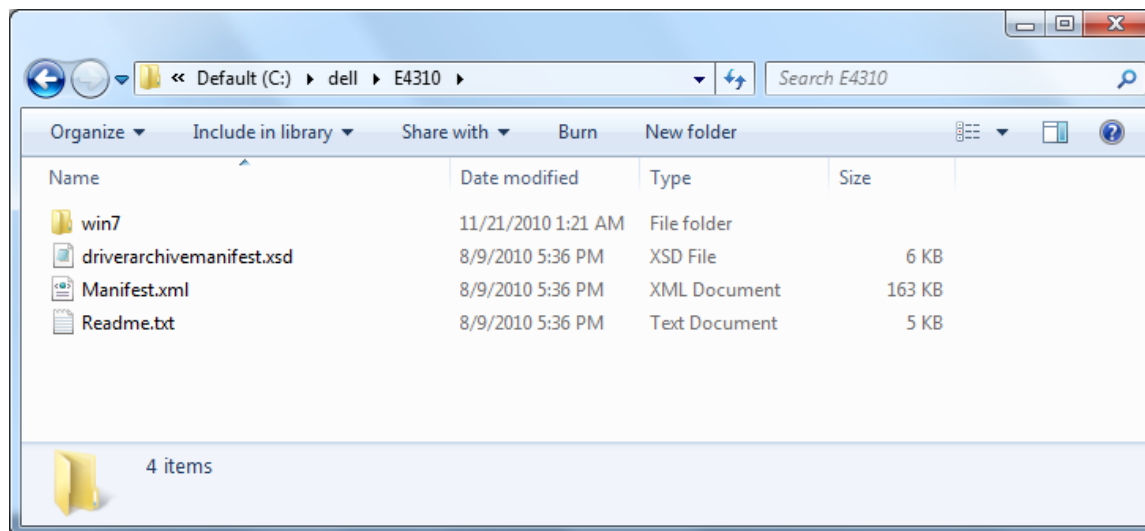 « Default (C:) ▸ dell ▸ E4310 ▸ Search E4310
Organize ▾ Include in library ▾ Share with ▾ Burn New folder
Name Date modified Type Size
win7 11/21/2010 1:21 AM File folder
driverarchivemanifest.xsd 8/9/2010 5:36 PM XSD File 6 KB
Manifest.xml 8/9/2010 5:36 PM XML Document 163 KB
Readme.txt 8/9/2010 5:36 PM Text Document 5 KB
4 items